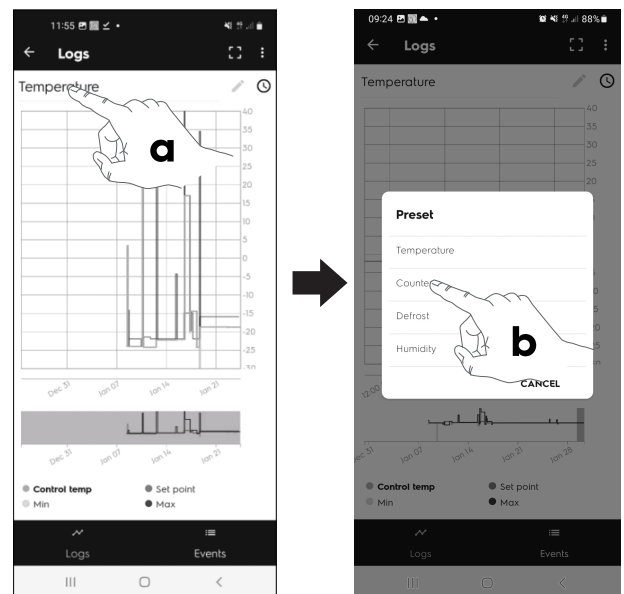 11:55
Logs
Temperature
a
40
35
30
25
20
15
10
5
0
-5
-10
-15
-20
-25
Dec 31 Jan 07 Jan 14 Jan 21
Dec 31 Jan 07 Jan 14 Jan 21
Control temp Set point
Min Max
Logs Events
09:24 88%
Logs
Temperature
40
35
30
25
20
Preset
Temperature
Counte
Defrost
Humidity
b
CANCEL
12:00
Jan 07 Jan 14 Jan 21 Jan 28
Control temp Set point
Min Max
Logs Events